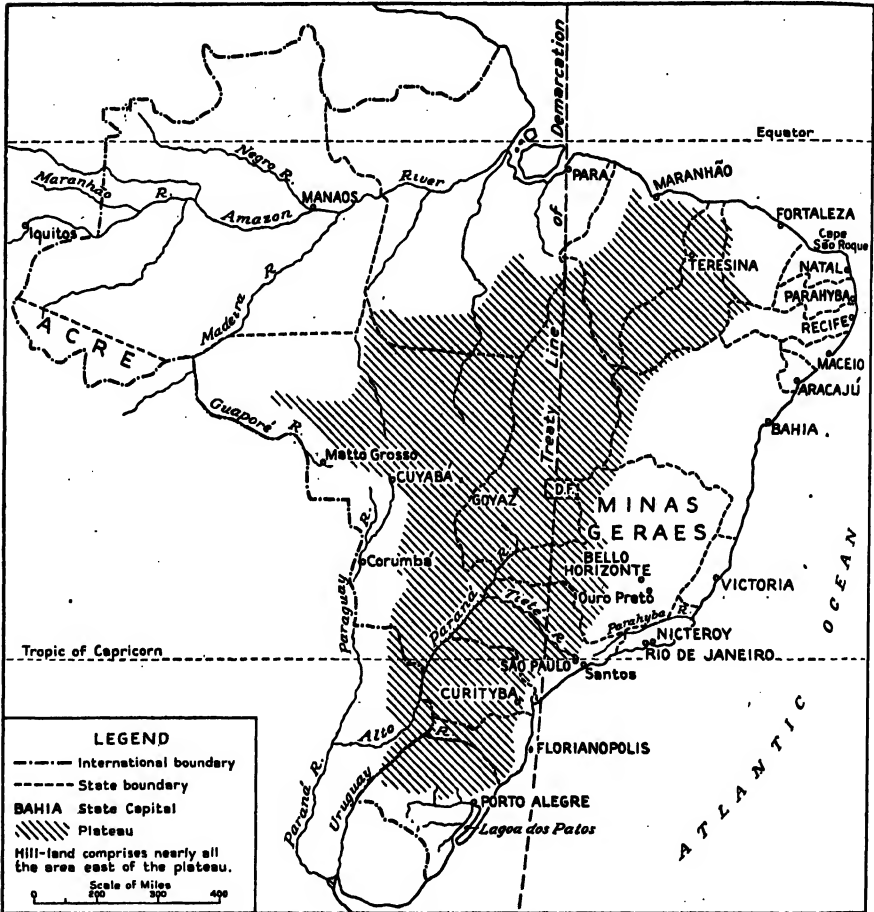 Demarcation
Equator
Negro R.
Maranhão
R.
MANAOS
River
Amazon
Iquitos
PARA
MARANHÃO
FORTALEZA
Cape
São Roque
of
TERESINA
NATAL
PARAHYBA
RECIFE
MACEIO
ARACAJÚ
BAHIA
ACRE
Madeira R
Line
Treaty
Guaporé R.
Matto Grosso
CUYABÁ
GOYAZ
D.F.
MINAS
GERAES
BELLO
HORIZONTE
Ouro Preto
VICTORIA
Corumbá
Paraguay R.
Paraná R.
Tiete R.
Parahyba R.
NICTEROY
RIO DE JANEIRO
Tropic of Capricorn
SÃO PAULO
Santos
CURITYBA
OCEAN
ATLANTIC
Alto
R.
FLORIANOPOLIS
Paraná R.
Uruguay
PORTO ALEGRE
Lagoa dos Patos
LEGEND
International boundary
State boundary
BAHIA State Capital
Plateau
Hill-land comprises nearly all
the area east of the plateau.
Scale of Miles
0 200 300 400